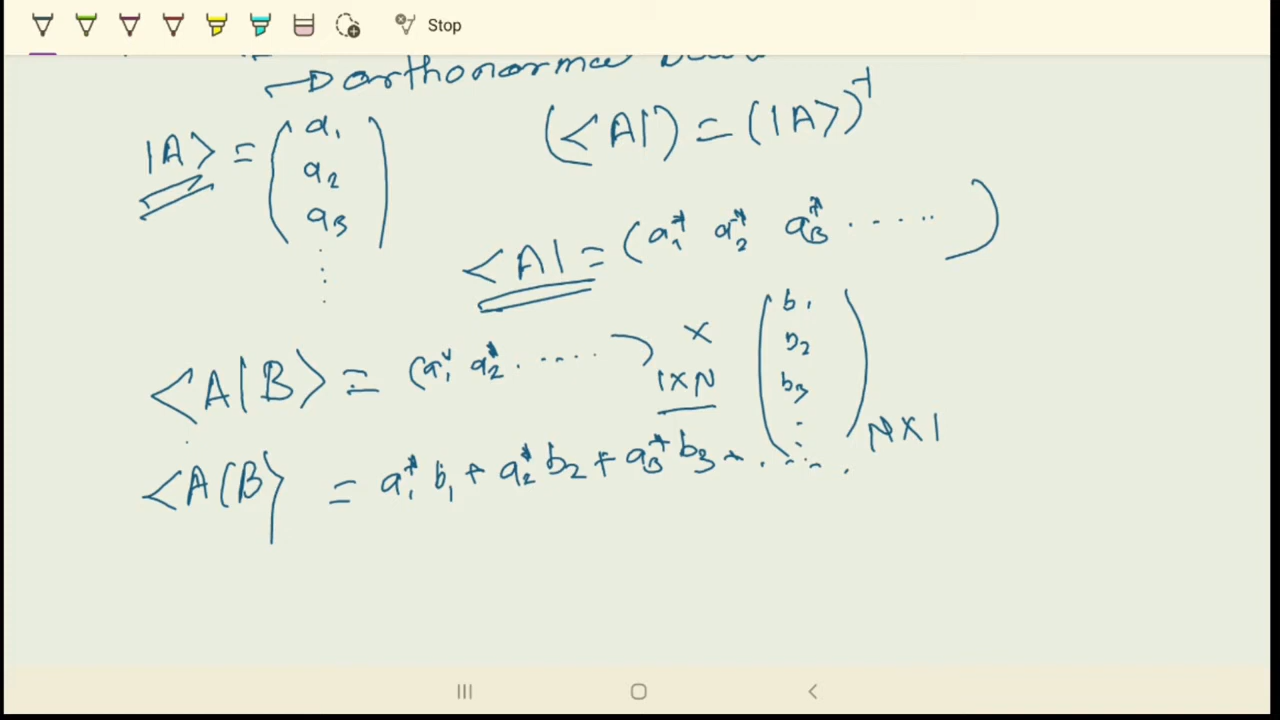 Stop
→ orthonormal
|A> = (a₁ a₂ a₃ ⋮)
(<A|) = (|A>)†
<A| = (a₁* a₂* a₃* .....)
<A|B> = (a₁* a₂* .....) 1×N × (b₁ b₂ b₃ ⋮) N×1
<A|B> = a₁* b₁ + a₂* b₂ + a₃* b₃ + .....